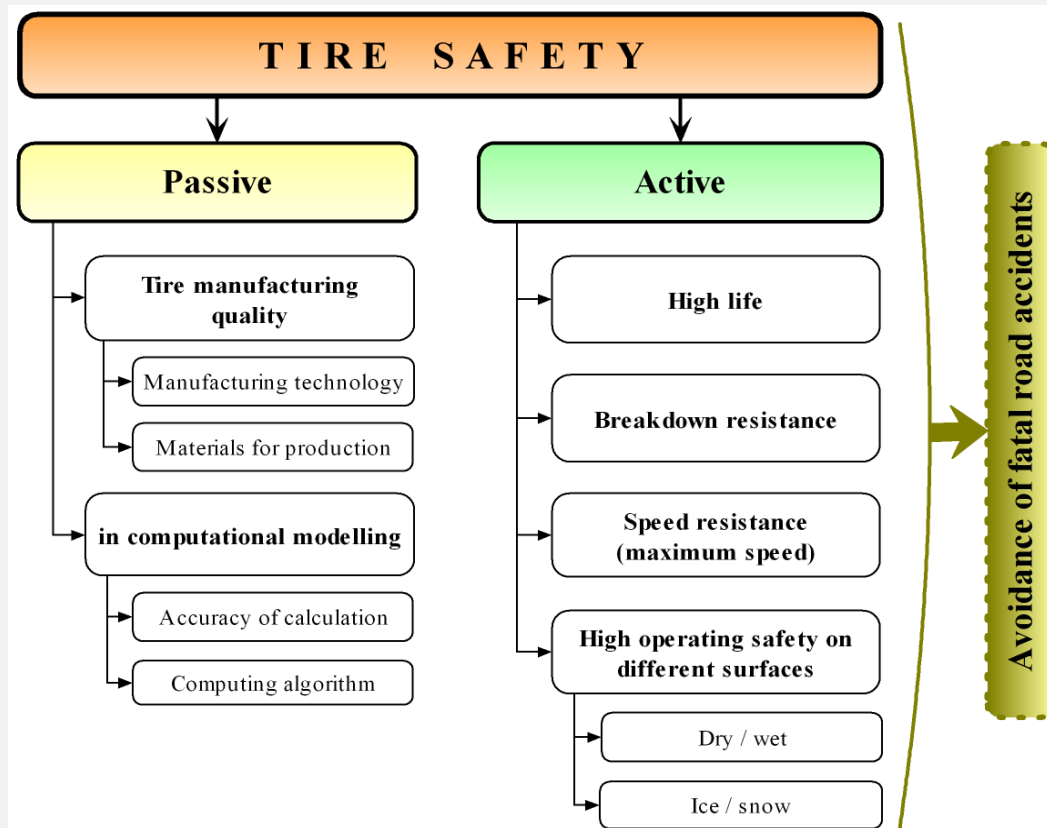 TIRE SAFETY
Passive
Tire manufacturing
quality
Manufacturing technology
Materials for production
in computational modelling
Accuracy of calculation
Computing algorithm
Active
High life
Breakdown resistance
Speed resistance
(maximum speed)
High operating safety on
different surfaces
Dry / wet
Ice / snow
Avoidance of fatal road accidents